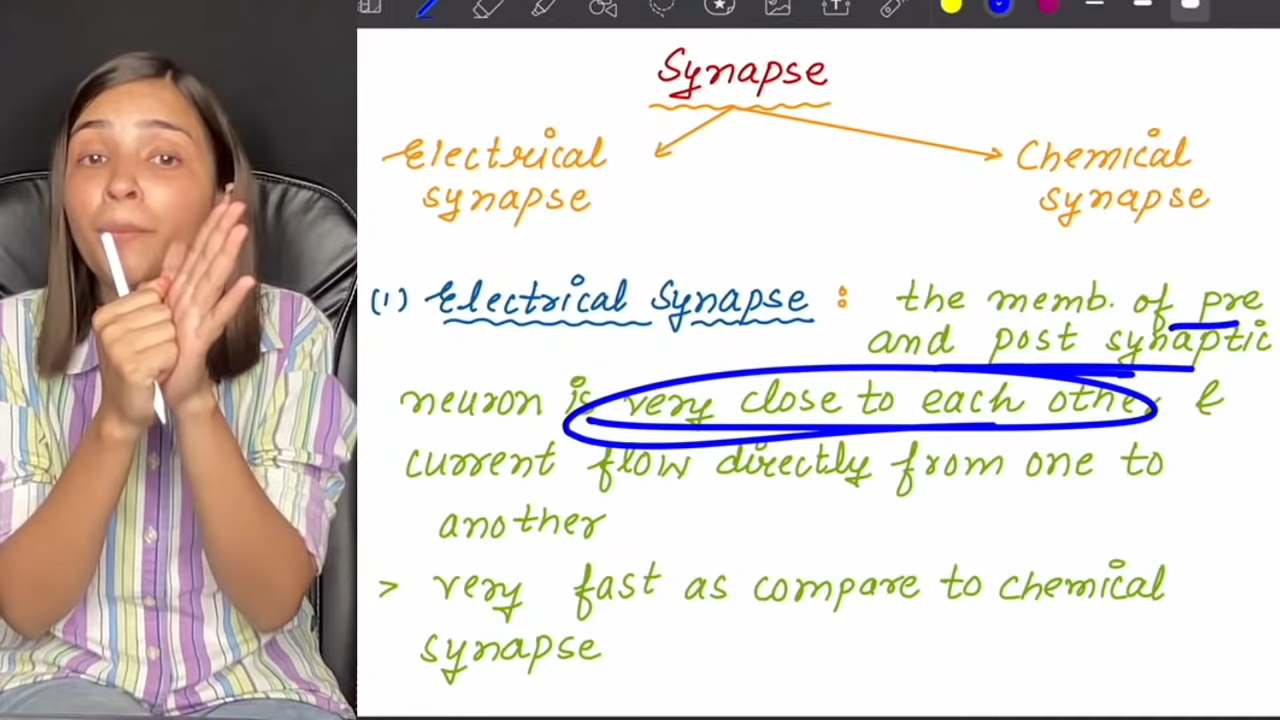 Synapse
Electrical Chemical
synapse synapse
(1) Electrical Synapse : the memb. of pre
and post synaptic
neuron is very close to each other &
current flow directly from one to
another
> very fast as compare to chemical
synapse